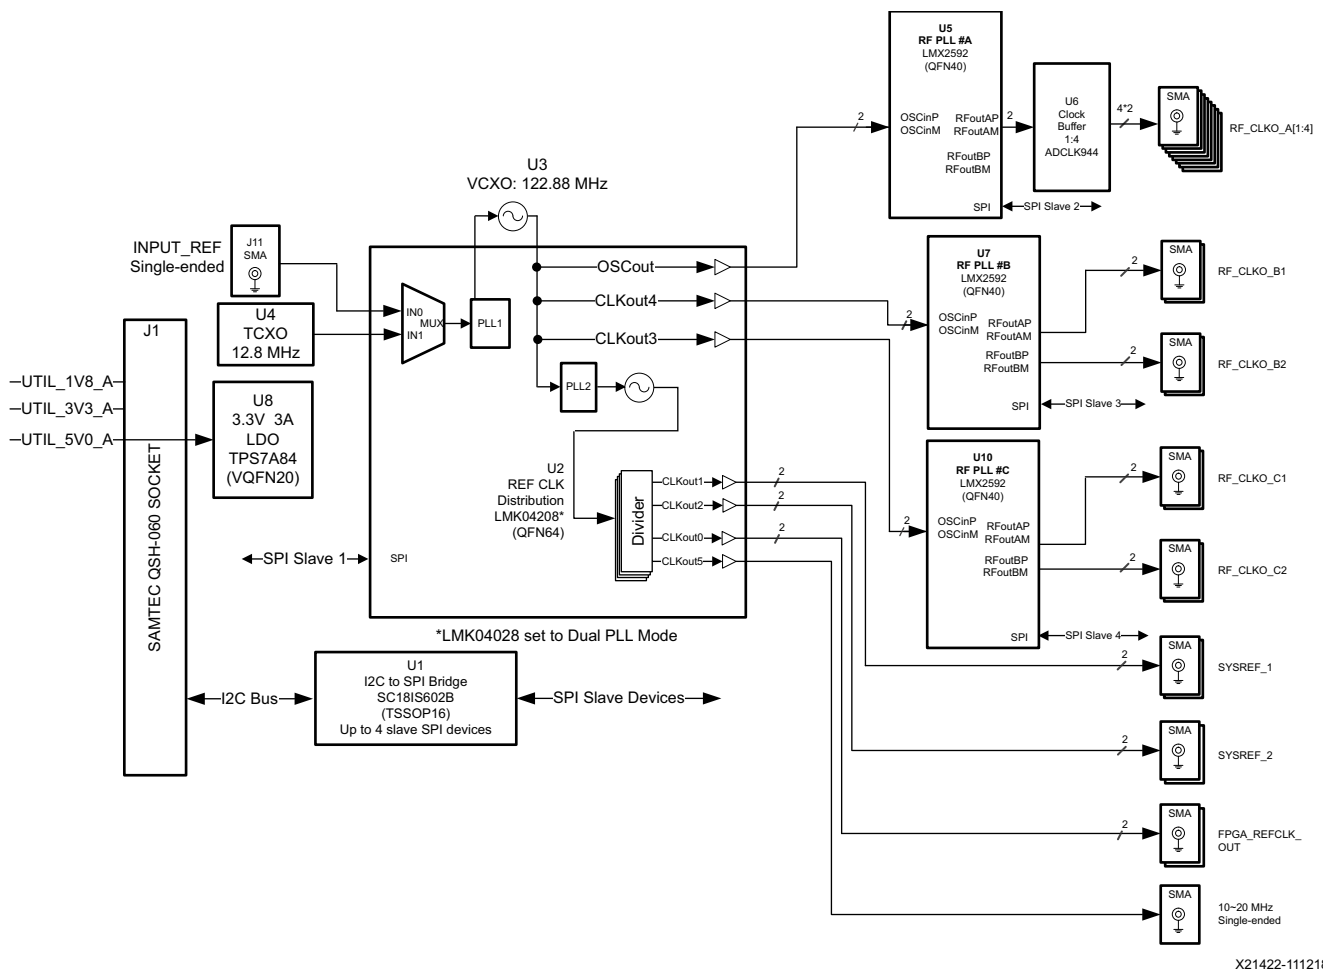 U5
RF PLL #A
LMX2592
(QFN40)
OSCinP
OSCinM
RFoutAP
RFoutAM
RFoutBP
RFoutBM
SPI
SPI Slave 2
2
2
U6
Clock
Buffer
1:4
ADCLK944
4*2
SMA
RF_CLKO_A[1:4]
U3
VCXO: 122.88 MHz
INPUT_REF
Single-ended
J11
SMA
U4
TCXO
12.8 MHz
IN0
IN1
MUX
PLL1
OSCout
CLKout4
CLKout3
PLL2
U7
RF PLL #B
LMX2592
(QFN40)
2
OSCinP
OSCinM
RFoutAP
RFoutAM
RFoutBP
RFoutBM
SPI
SPI Slave 3
2
SMA
RF_CLKO_B1
2
SMA
RF_CLKO_B2
J1
SAMTEC QSH-060 SOCKET
UTIL_1V8_A
UTIL_3V3_A
UTIL_5V0_A
U8
3.3V 3A
LDO
TPS7A84
(VQFN20)
U2
REF CLK
Distribution
LMK04208*
(QFN64)
Divider
CLKout1
CLKout2
CLKout0
CLKout5
2
2
2
SPI Slave 1
SPI
*LMK04028 set to Dual PLL Mode
U10
RF PLL #C
LMX2592
(QFN40)
2
OSCinP
OSCinM
RFoutAP
RFoutAM
RFoutBP
RFoutBM
SPI
SPI Slave 4
2
SMA
RF_CLKO_C1
2
SMA
RF_CLKO_C2
I2C Bus
U1
I2C to SPI Bridge
SC18IS602B
(TSSOP16)
Up to 4 slave SPI devices
SPI Slave Devices
2
SMA
SYSREF_1
2
SMA
SYSREF_2
2
SMA
FPGA_REFCLK_
OUT
SMA
10~20 MHz
Single-ended
X21422-111218